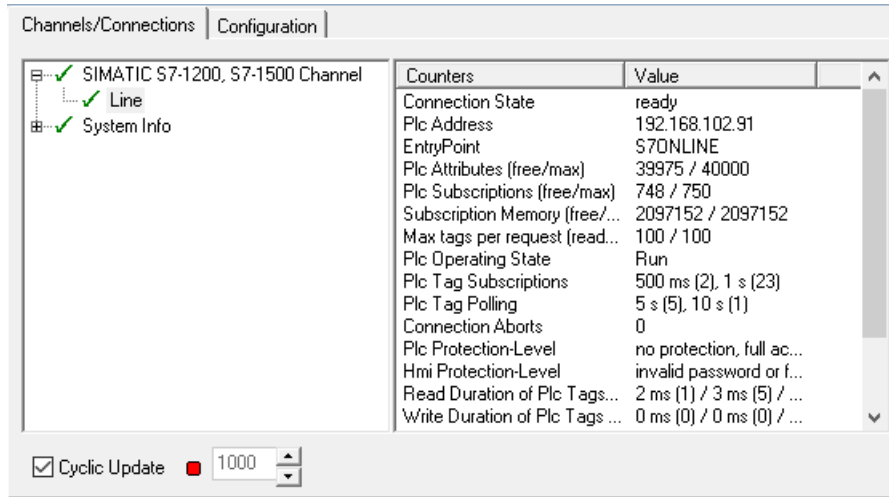 Channels/Connections Configuration
SIMATIC S7-1200, S7-1500 Channel
Line
System Info
Counters Value
Connection State ready
Plc Address 192.168.102.91
EntryPoint S7ONLINE
Plc Attributes (free/max) 39975 / 40000
Plc Subscriptions (free/max) 748 / 750
Subscription Memory (free/... 2097152 / 2097152
Max tags per request (read... 100 / 100
Plc Operating State Run
Plc Tag Subscriptions 500 ms (2), 1 s (23)
Plc Tag Polling 5 s (5), 10 s (1)
Connection Aborts 0
Plc Protection-Level no protection, full ac...
Hmi Protection-Level invalid password or f...
Read Duration of Plc Tags... 2 ms (1) / 3 ms (5) / ...
Write Duration of Plc Tags ... 0 ms (0) / 0 ms (0) / ...
Cyclic Update 1000